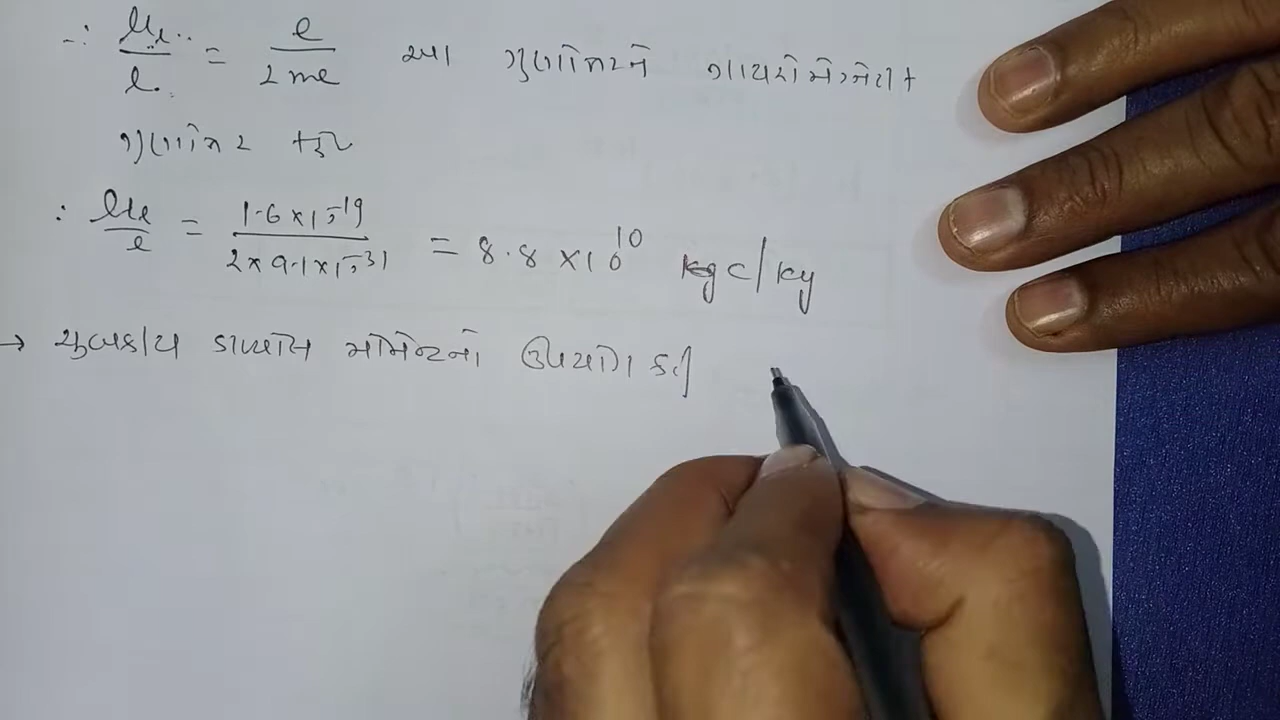 ∴ μₗ/l = e/2me આ ગુણોત્તરને ગાયરોમેગ્નેટીક
ગુણોત્તર કહે
∴ μₗ/l = 1.6×10⁻¹⁹/2×9.1×10⁻³¹ = 8.8×10¹⁰ C/kg
→ ચુંબકીય ડાયપોલ મોમેન્ટનો ઉપયોગ કરી